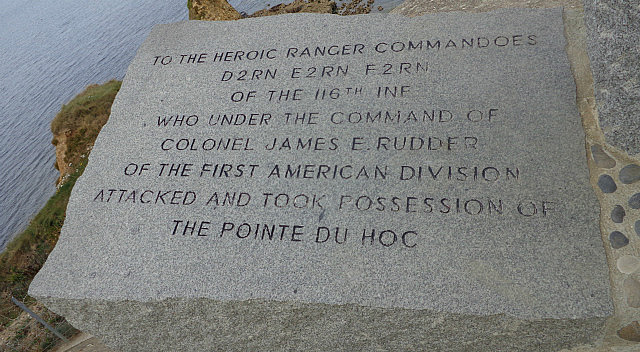 TO THE HEROIC RANGER COMMANDOES
D2RN E2RN F2RN
OF THE 116TH INF
WHO UNDER THE COMMAND OF
COLONEL JAMES E. RUDDER
OF THE FIRST AMERICAN DIVISION
ATTACKED AND TOOK POSSESSION OF
THE POINTE DU HOC